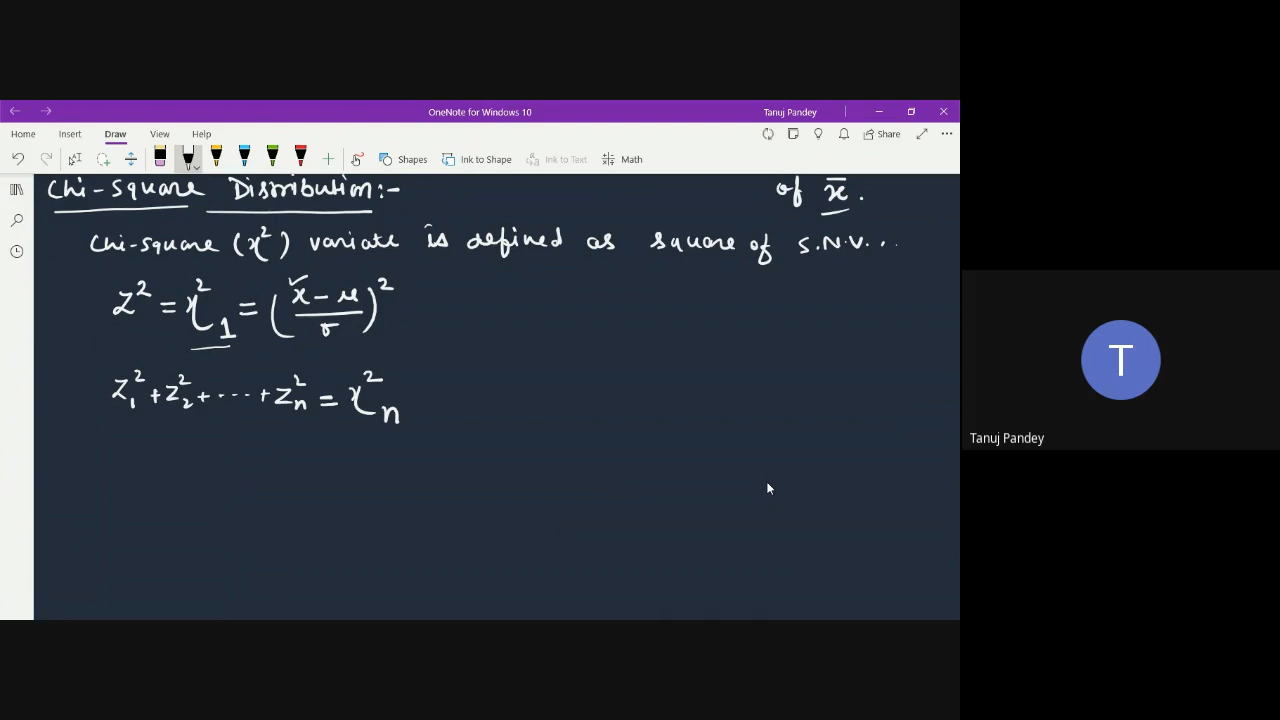 OneNote for Windows 10
Tanuj Pandey
Home Insert Draw View Help
Share
Shapes Ink to Shape Ink to Text Math
Chi-Square Distribution:-
of x̄.
Chi-square (χ²) variate is defined as square of S.N.V...
Z² = χ²₁ = (x-μ/σ)²
Z₁² + Z₂² + ---- + Zₙ² = χ²ₙ
T
Tanuj Pandey